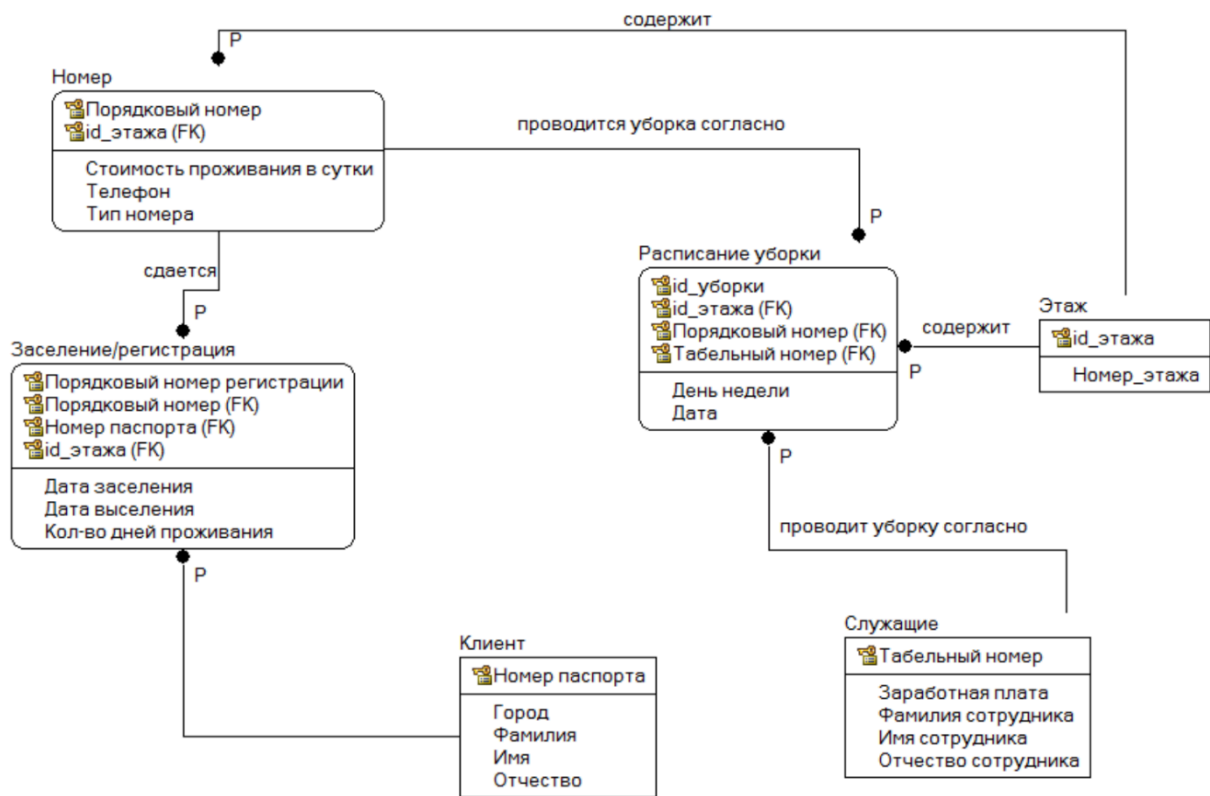 содержит
P
Номер
Порядковый номер
id_этажа (FK)
Стоимость проживания в сутки
Телефон
Тип номера
проводится уборка согласно
P
сдается
P
Расписание уборки
id_уборки
id_этажа (FK)
Порядковый номер (FK)
Табельный номер (FK)
День недели
Дата
содержит
P
Этаж
id_этажа
Номер_этажа
Заселение/регистрация
Порядковый номер регистрации
Порядковый номер (FK)
Номер паспорта (FK)
id_этажа (FK)
Дата заселения
Дата выселения
Кол-во дней проживания
P
P
проводит уборку согласно
Клиент
Номер паспорта
Город
Фамилия
Имя
Отчество
Служащие
Табельный номер
Заработная плата
Фамилия сотрудника
Имя сотрудника
Отчество сотрудника